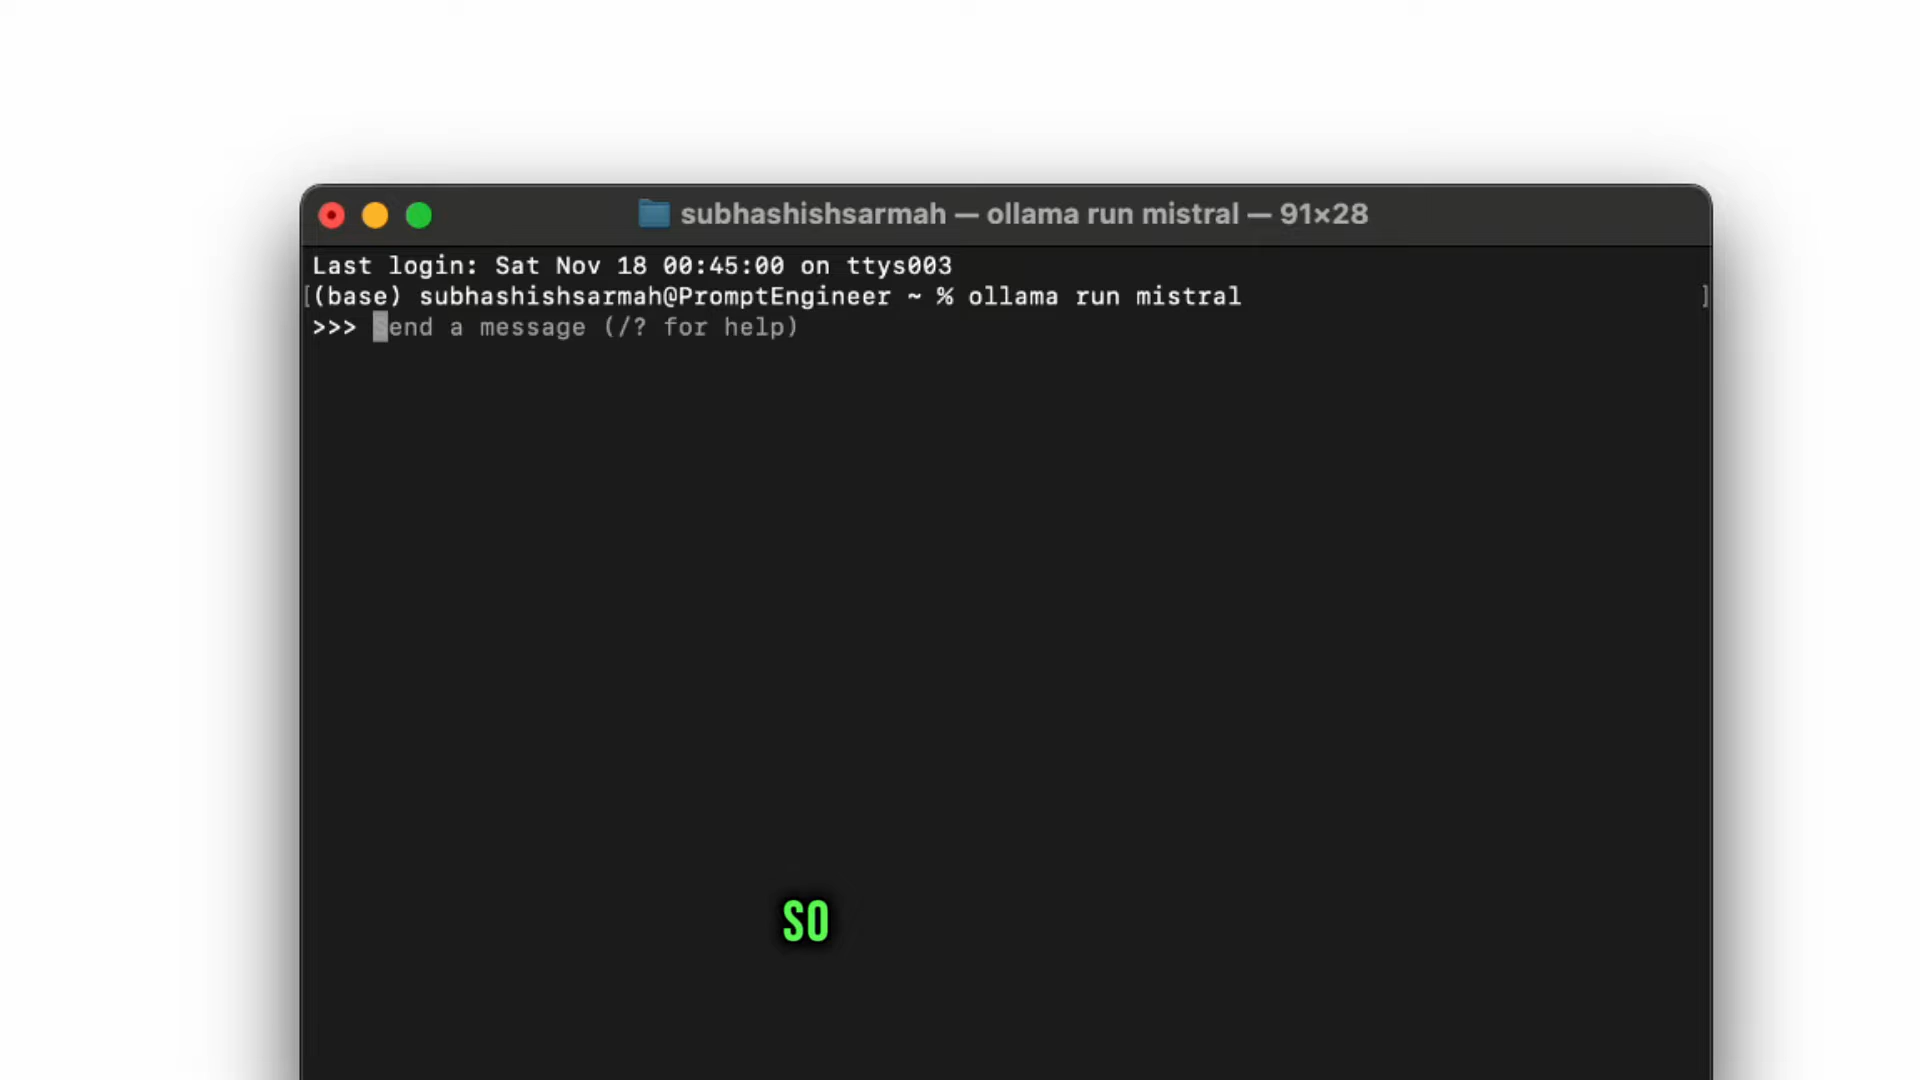 subhashishsarmah — ollama run mistral — 91×28
Last login: Sat Nov 18 00:45:00 on ttys003
[(base) subhashishsarmah@PromptEngineer ~ % ollama run mistral ]
>>> Send a message (/? for help)
SO